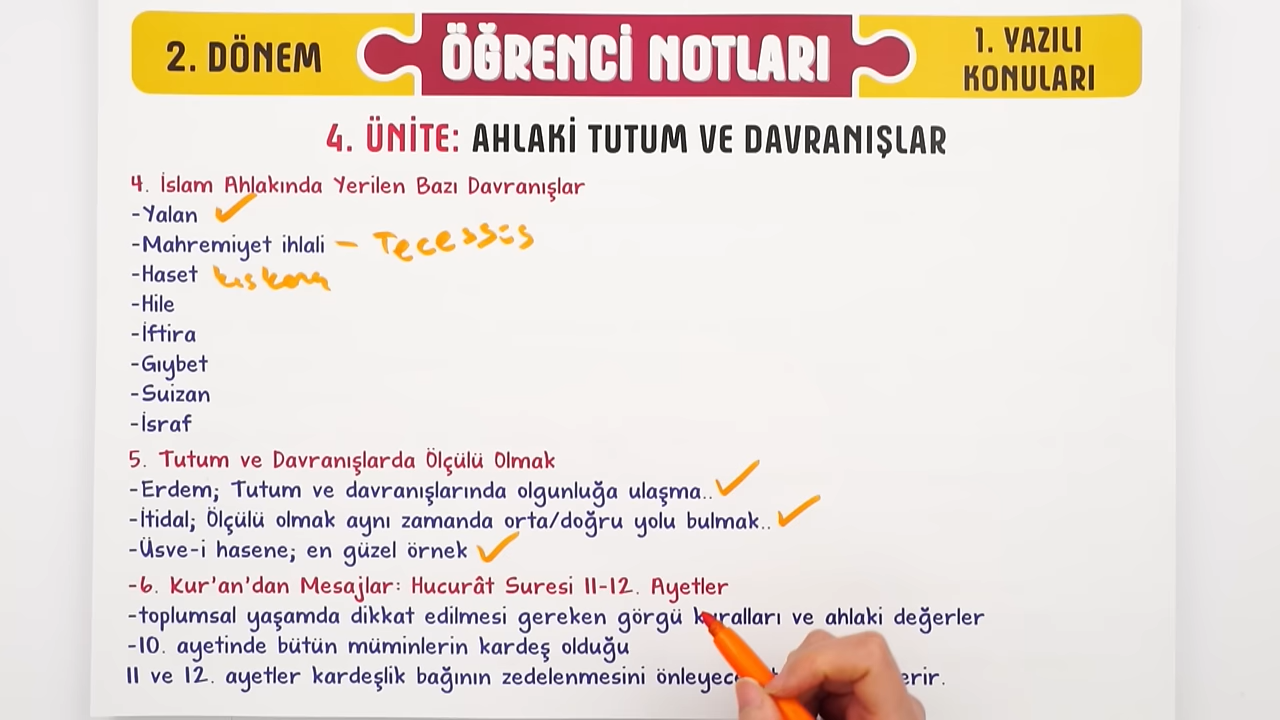 2. DÖNEM
ÖĞRENCİ NOTLARI
1. YAZILI
KONULARI
4. ÜNİTE: AHLAKİ TUTUM VE DAVRANIŞLAR
4. İslam Ahlakında Yerilen Bazı Davranışlar
-Yalan
-Mahremiyet ihlali - Tecessüs
-Haset
-Hile
-İftira
-Gıybet
-Suizan
-İsraf
5. Tutum ve Davranışlarda Ölçülü Olmak
-Erdem; Tutum ve davranışlarında olgunluğa ulaşma..
-İtidal; Ölçülü olmak aynı zamanda orta/doğru yolu bulmak..
-Üsve-i hasene; en güzel örnek
-6. Kur'an'dan Mesajlar: Hucurât Suresi 11-12. Ayetler
-toplumsal yaşamda dikkat edilmesi gereken görgü kuralları ve ahlaki değerler
-10. ayetinde bütün müminlerin kardeş olduğu
11 ve 12. ayetler kardeşlik bağının zedelenmesini